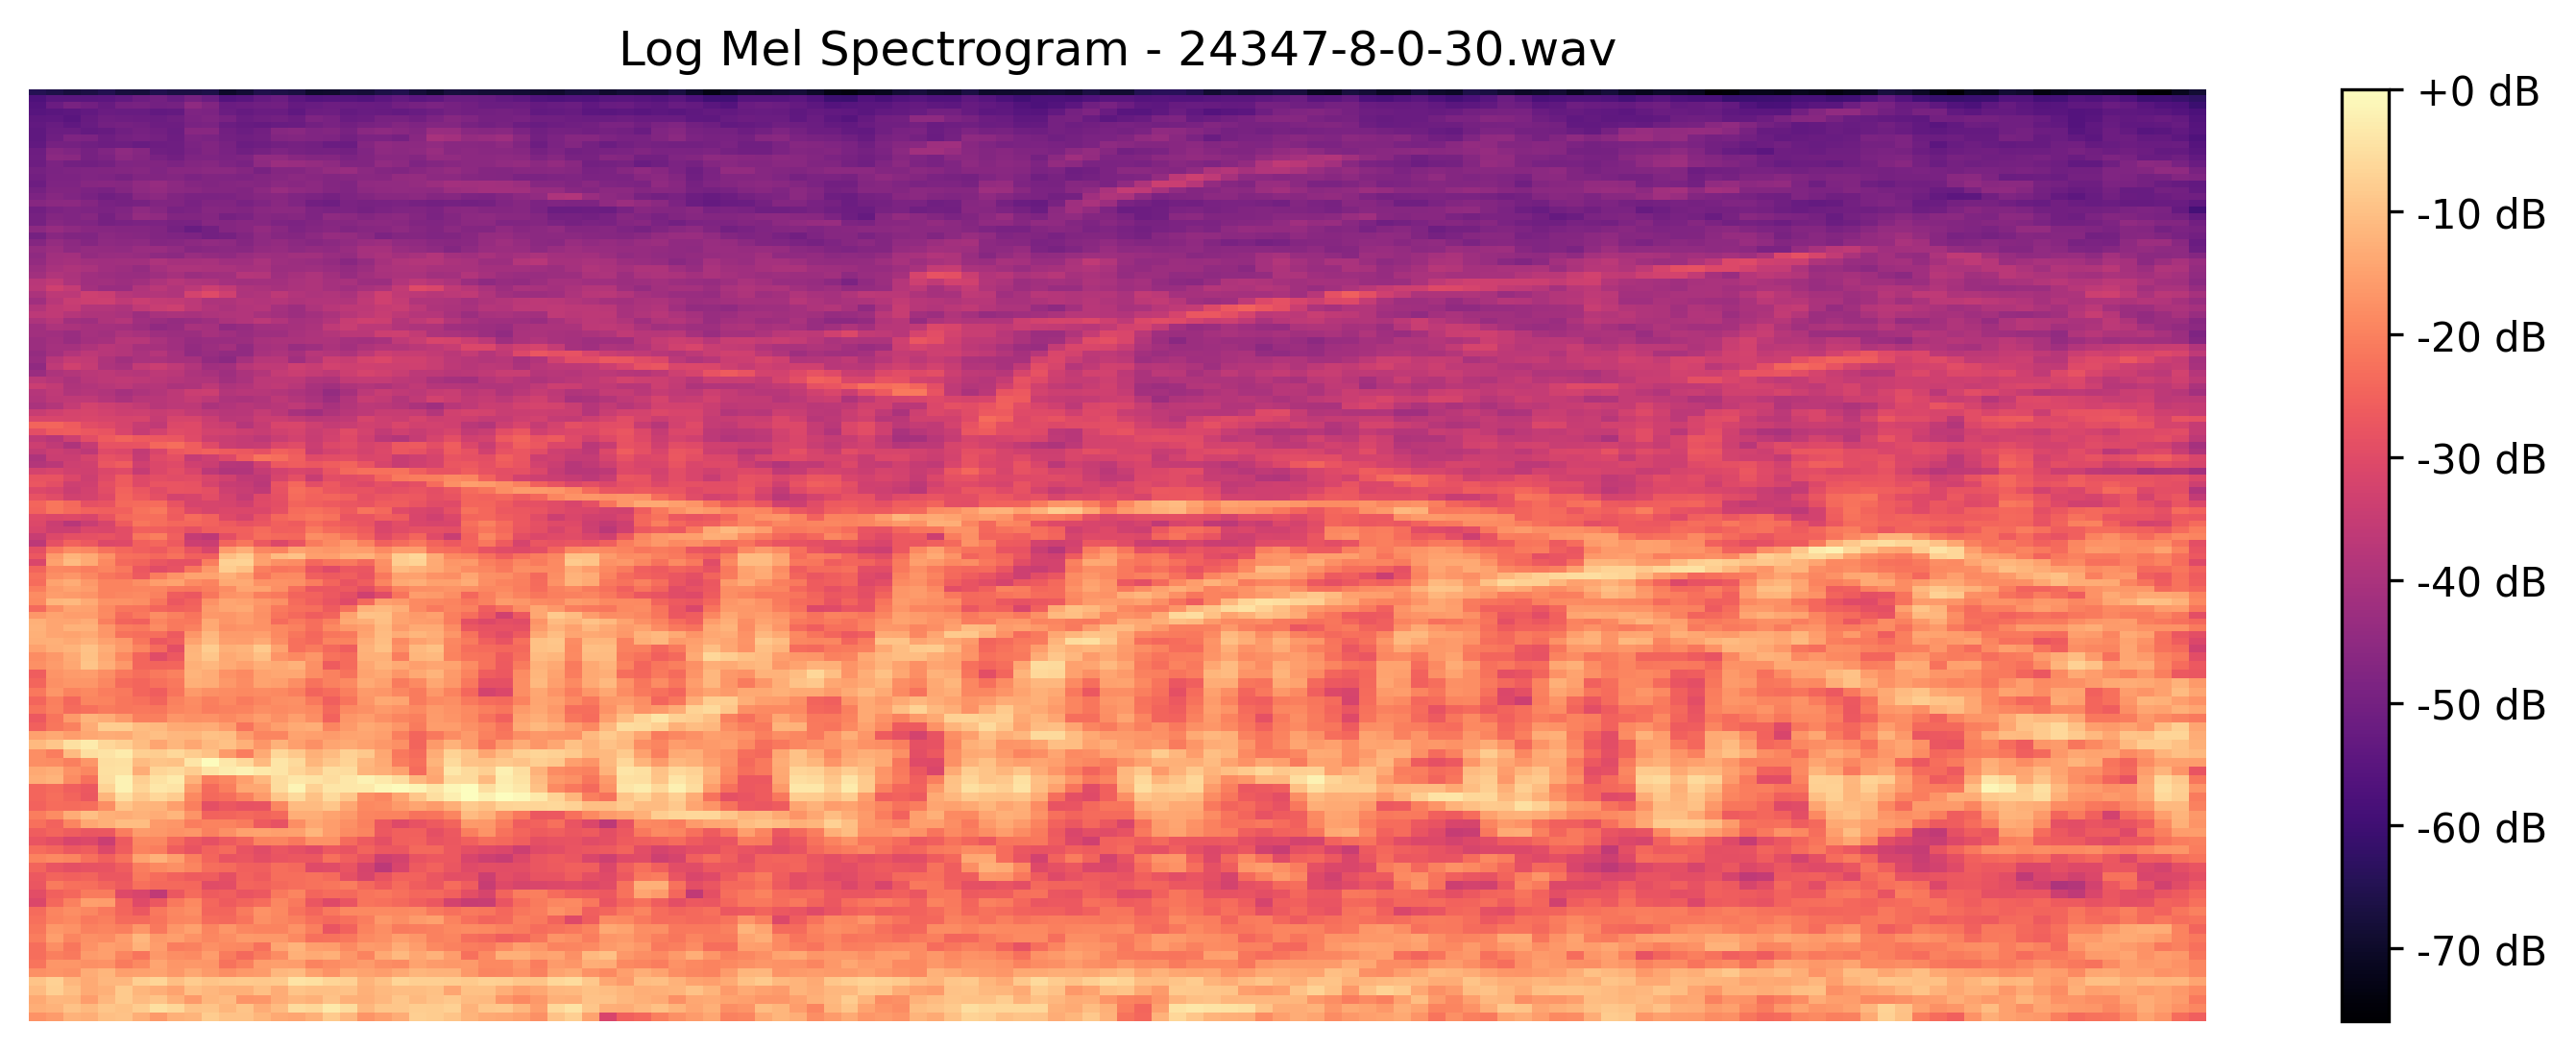 Log Mel Spectrogram - 24347-8-0-30.wav
+0 dB
-10 dB
-20 dB
-30 dB
-40 dB
-50 dB
-60 dB
-70 dB